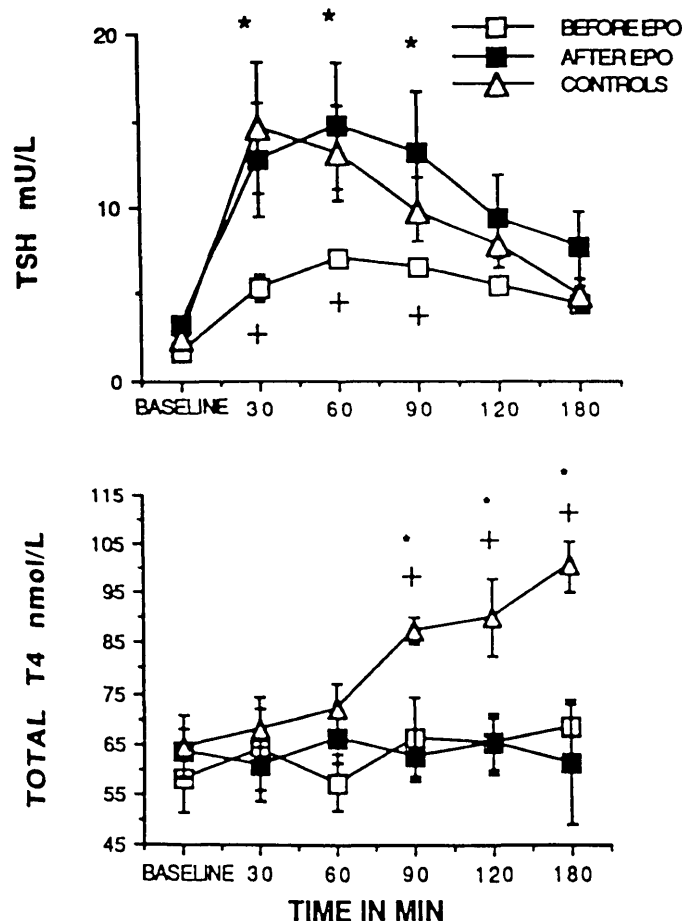 BEFORE EPO
AFTER EPO
CONTROLS
TSH mU/L
20
10
0
* * *
+ + +
BASELINE 30 60 90 120 180
TOTAL T4 nmol/L
115
105
95
85
75
65
55
45
* * *
+ + +
BASELINE 30 60 90 120 180
TIME IN MIN